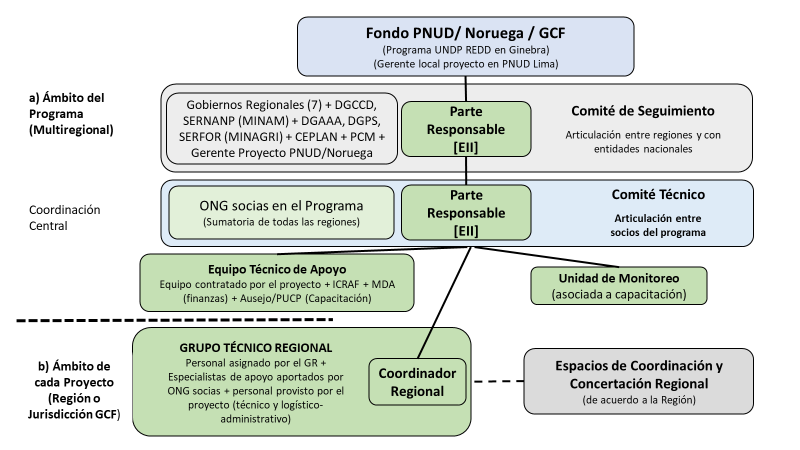 Fondo PNUD/ Noruega / GCF
(Programa UNDP REDD en Ginebra)
(Gerente local proyecto en PNUD Lima)
a) Ámbito del
Programa
(Multiregional)
Gobiernos Regionales (7) + DGCCD,
SERNANP (MINAM) + DGAAA, DGPS,
SERFOR (MINAGRI) + CEPLAN + PCM +
Gerente Proyecto PNUD/Noruega
Parte
Responsable
[EII]
Comité de Seguimiento
Articulación entre regiones y con
entidades nacionales
Coordinación
Central
ONG socias en el Programa
(Sumatoria de todas las regiones)
Parte
Responsable
[EII]
Comité Técnico
Articulación entre
socios del programa
Equipo Técnico de Apoyo
Equipo contratado por el proyecto + ICRAF + MDA
(finanzas) + Ausejo/PUCP (Capacitación)
Unidad de Monitoreo
(asociada a capacitación)
b) Ámbito de
cada Proyecto
(Región o
Jurisdicción GCF)
GRUPO TÉCNICO REGIONAL
Personal asignado por el GR +
Especialistas de apoyo aportados por
ONG socias + personal provisto por el
proyecto (técnico y logístico-
administrativo)
Coordinador
Regional
Espacios de Coordinación y
Concertación Regional
(de acuerdo a la Región)